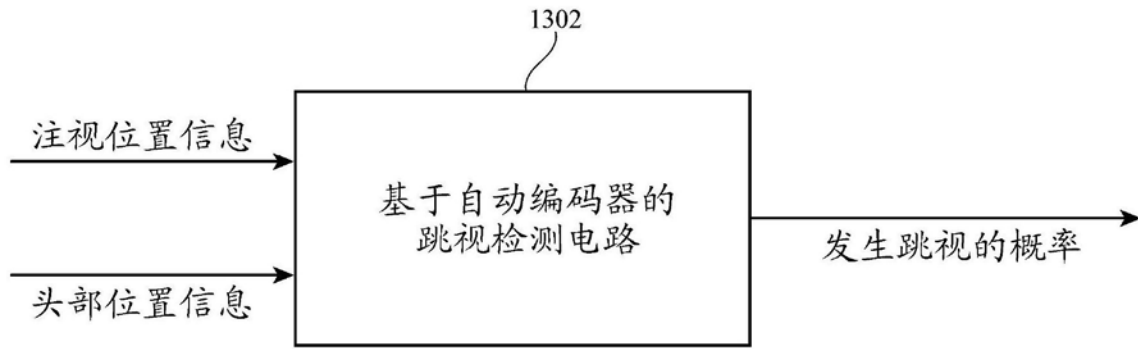 1302
注视位置信息
基于自动编码器的
跳视检测电路
发生跳视的概率
头部位置信息